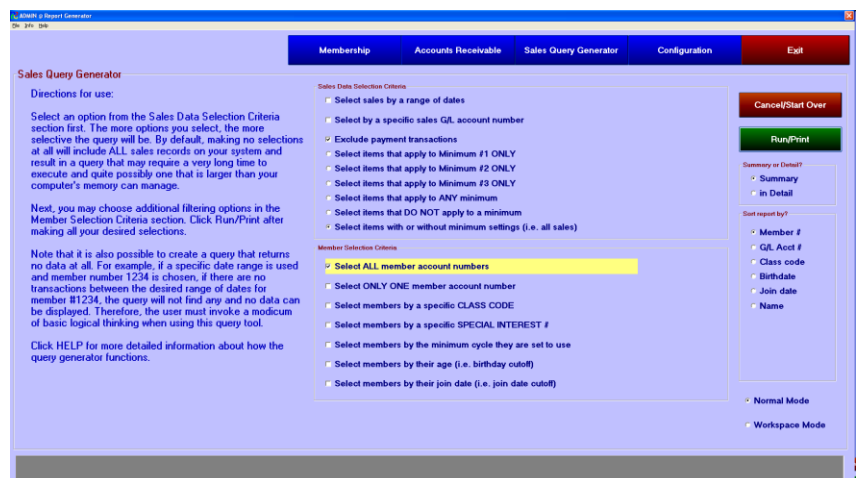 ADMIN :: Report Generator
File Info Help
Membership
Accounts Receivable
Sales Query Generator
Configuration
Exit
Sales Query Generator
Directions for use:
Select an option from the Sales Data Selection Criteria
section first. The more options you select, the more
selective the query will be. By default, making no selections
at all will include ALL sales records on your system and
result in a query that may require a very long time to
execute and quite possibly one that is larger than your
computer's memory can manage.
Next, you may choose additional filtering options in the
Member Selection Criteria section. Click Run/Print after
making all your desired selections.
Note that it is also possible to create a query that returns
no data at all. For example, if a specific date range is used
and member number 1234 is chosen, if there are no
transactions between the desired range of dates for
member #1234, the query will not find any and no data can
be displayed. Therefore, the user must invoke a modicum
of basic logical thinking when using this query tool.
Click HELP for more detailed information about how the
query generator functions.
Sales Data Selection Criteria
Select sales by a range of dates
Select by a specific sales G/L account number
Exclude payment transactions
Select items that apply to Minimum #1 ONLY
Select items that apply to Minimum #2 ONLY
Select items that apply to Minimum #3 ONLY
Select items that apply to ANY minimum
Select items that DO NOT apply to a minimum
Select items with or without minimum settings (i.e. all sales)
Member Selection Criteria
Select ALL member account numbers
Select ONLY ONE member account number
Select members by a specific CLASS CODE
Select members by a specific SPECIAL INTEREST #
Select members by the minimum cycle they are set to use
Select members by their age (i.e. birthday cutoff)
Select members by their join date (i.e. join date cutoff)
Cancel/Start Over
Run/Print
Summary or Detail?
Summary
in Detail
Sort report by?
Member #
G/L Acct #
Class code
Birthdate
Join date
Name
Normal Mode
Workspace Mode